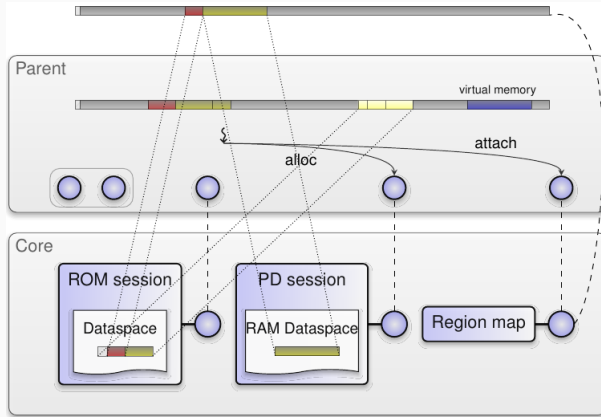 Parent
virtual memory
alloc
attach
Core
ROM session
PD session
Dataspace
RAM Dataspace
Region map